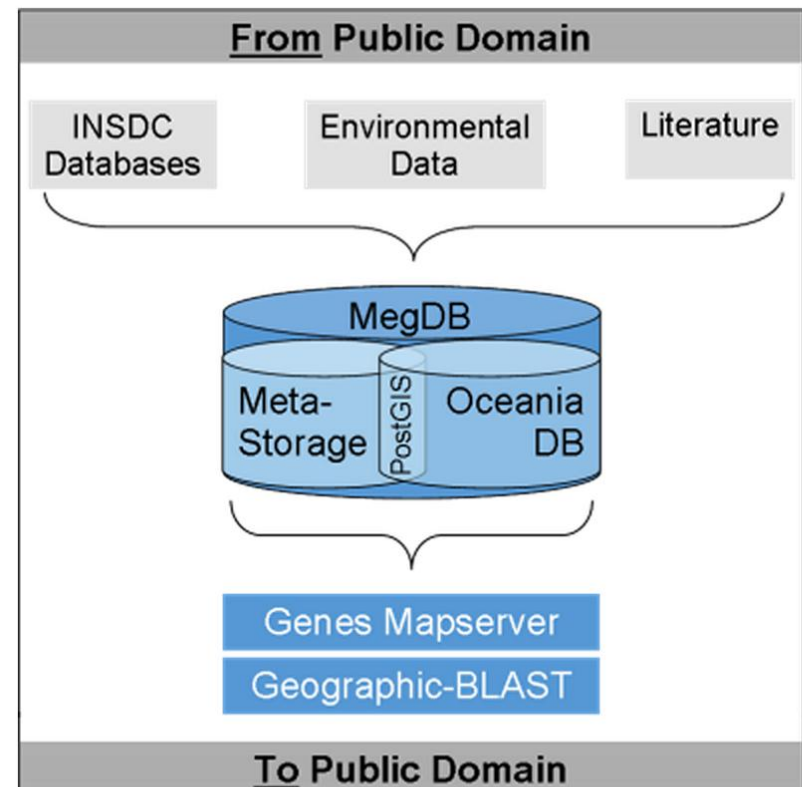 From Public Domain
INSDC
Databases
Environmental
Data
Literature
MegDB
Meta-
Storage
PostGIS
Oceania
DB
Genes Mapserver
Geographic-BLAST
To Public Domain